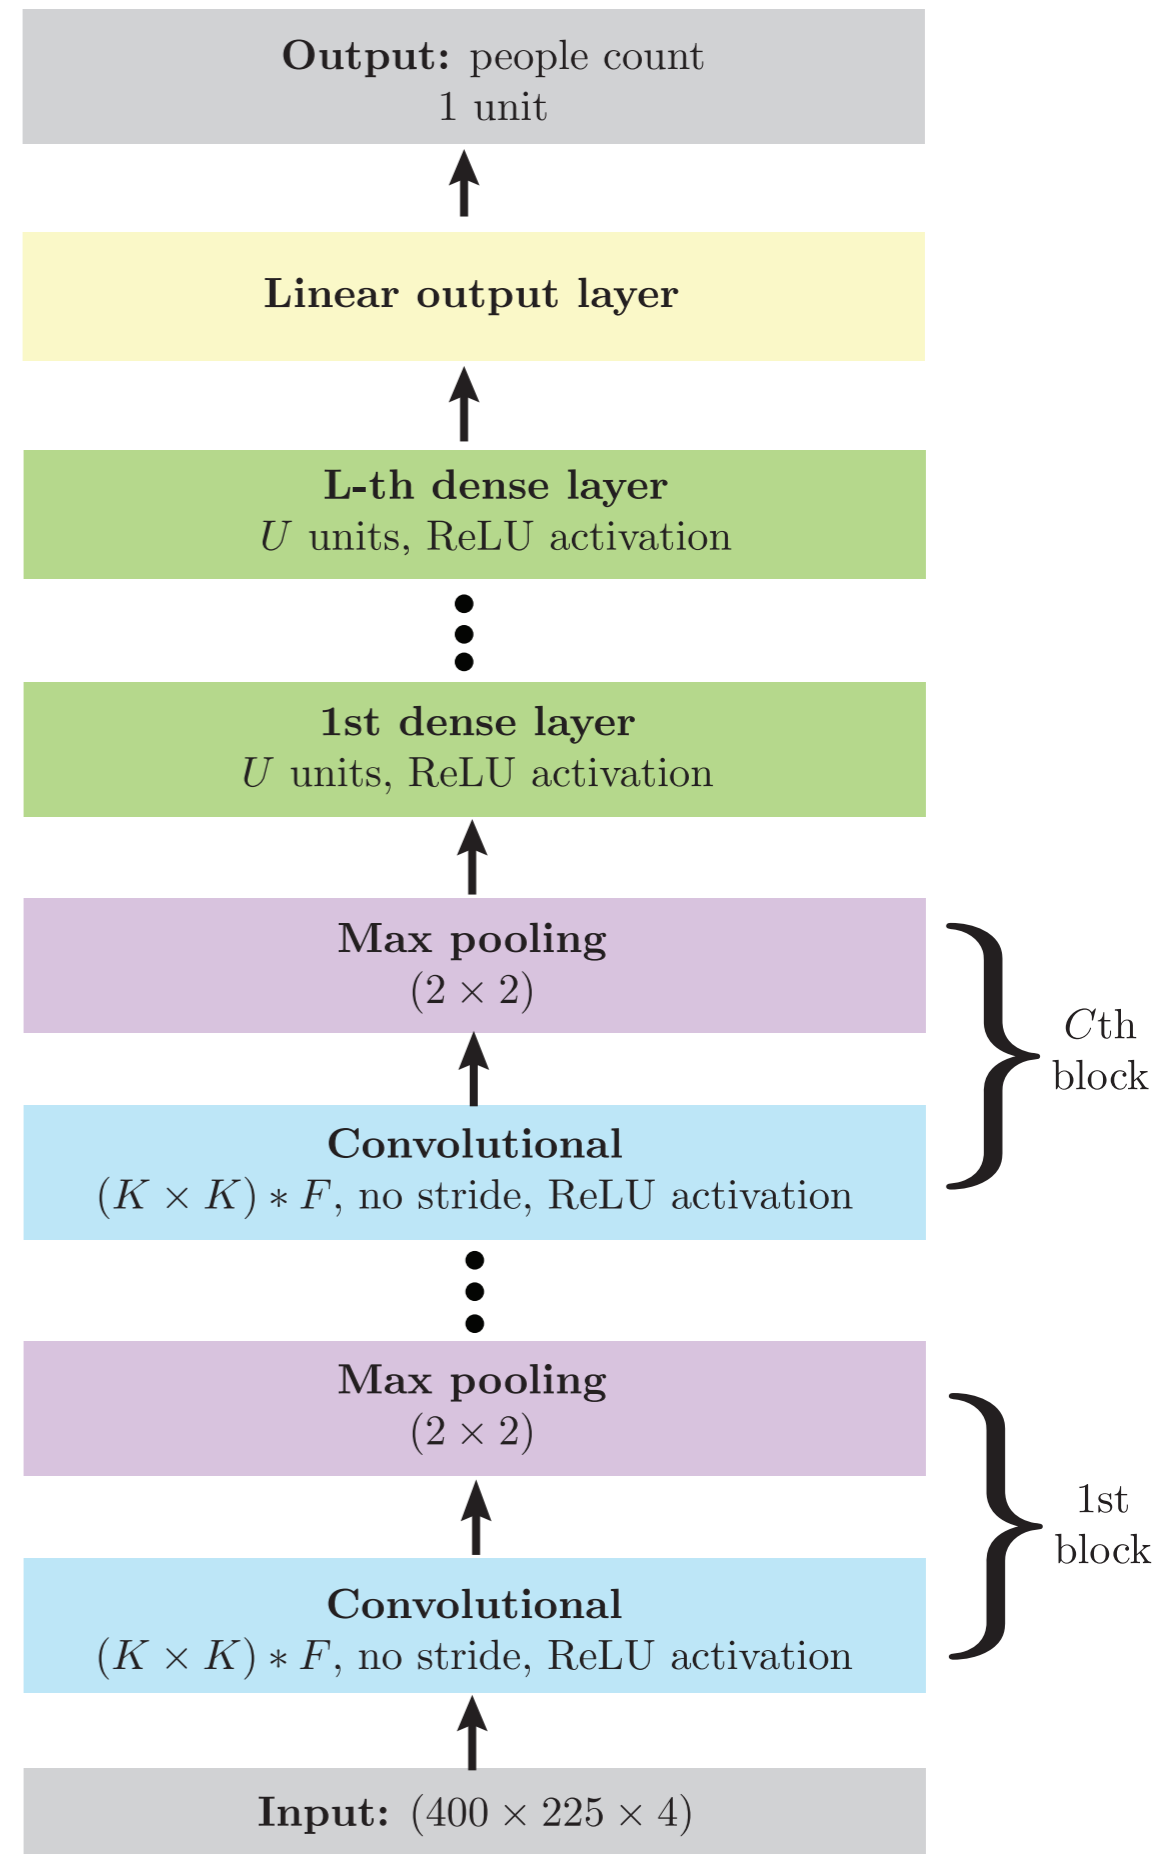 Output: people count
1 unit
Linear output layer
L-th dense layer
U units, ReLU activation
1st dense layer
U units, ReLU activation
Max pooling
(2 × 2)
Cth
block
Convolutional
(K × K) ∗ F, no stride, ReLU activation
Max pooling
(2 × 2)
1st
block
Convolutional
(K × K) ∗ F, no stride, ReLU activation
Input: (400 × 225 × 4)